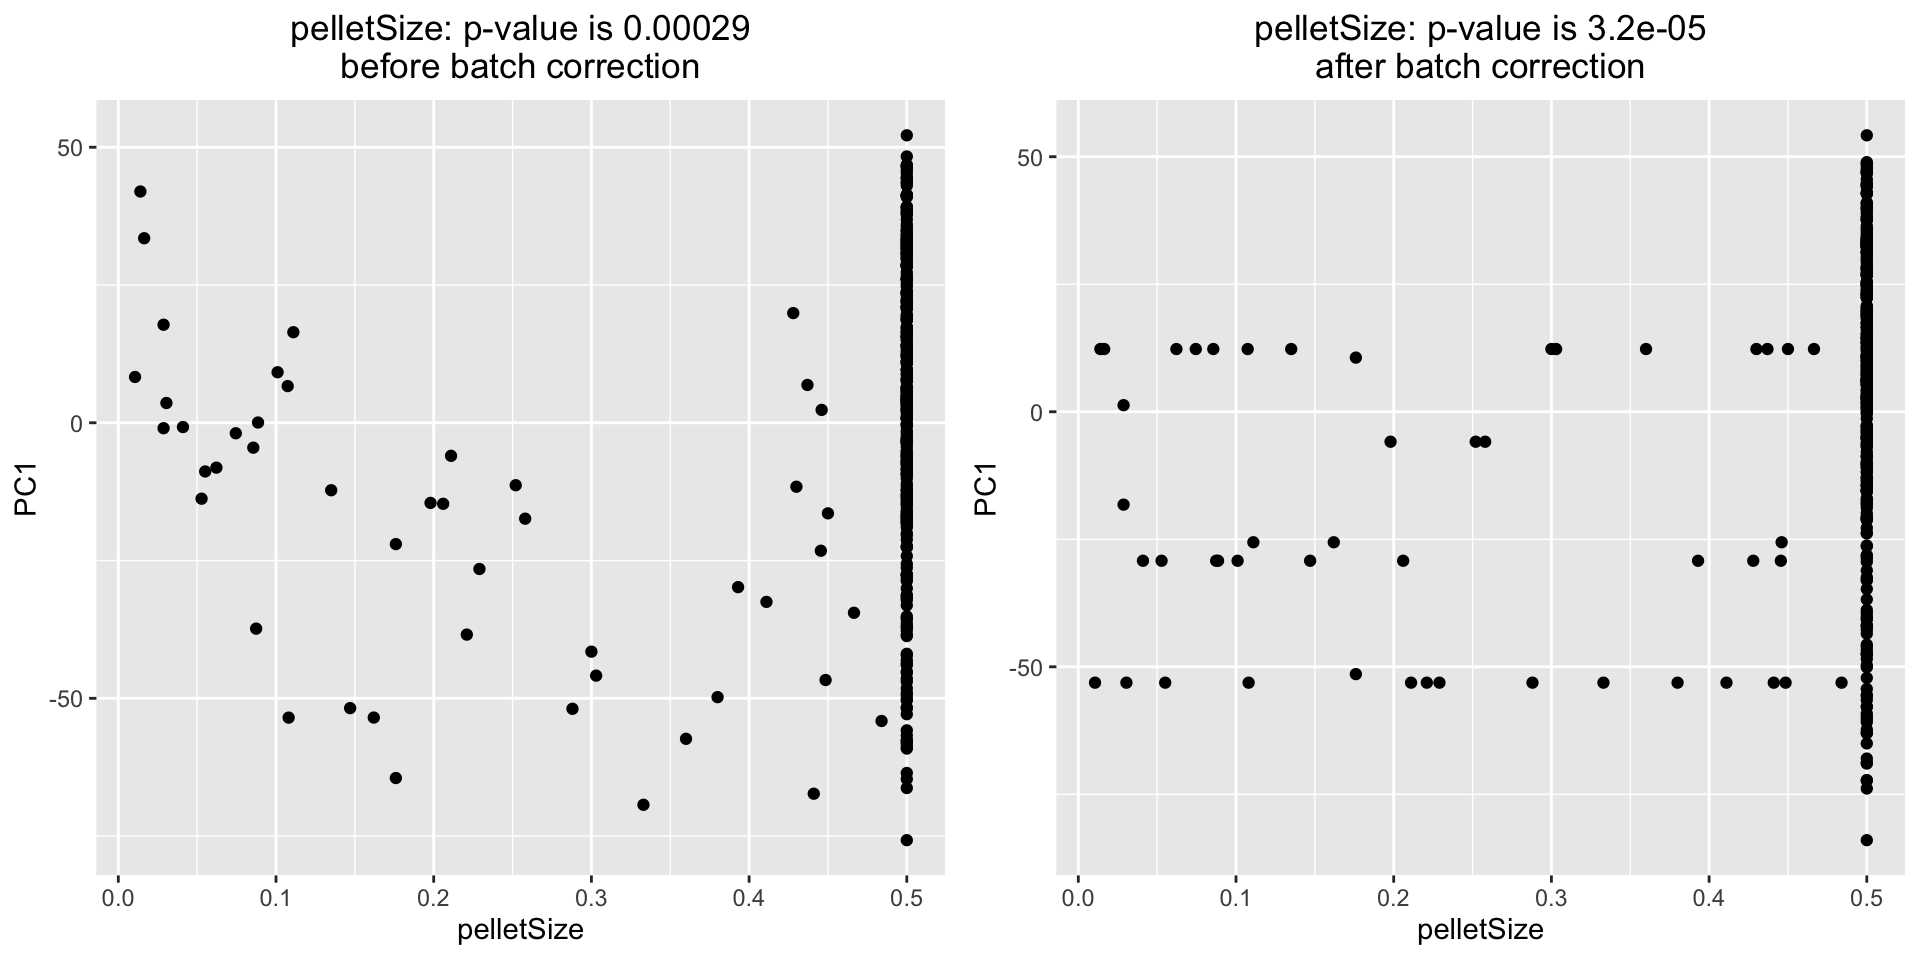 pelletSize: p-value is 0.00029
before batch correction
50
0
-50
PC1
0.0
0.1
0.2
0.3
0.4
0.5
pelletSize
pelletSize: p-value is 3.2e-05
after batch correction
50
0
-50
PC1
0.0
0.1
0.2
0.3
0.4
0.5
pelletSize